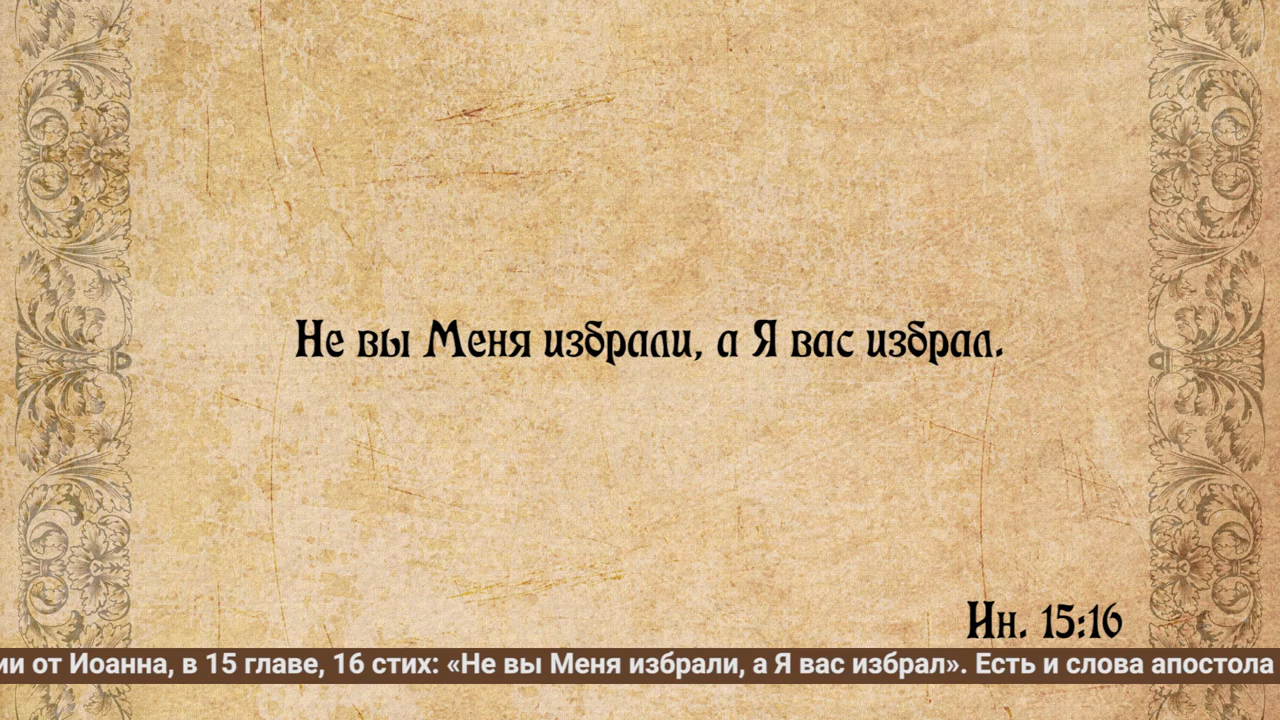 Не вы Меня избрали, а Я вас избрал.
Ин. 15:16
ии от Иоанна, в 15 главе, 16 стих: «Не вы Меня избрали, а Я вас избрал». Есть и слова апостола